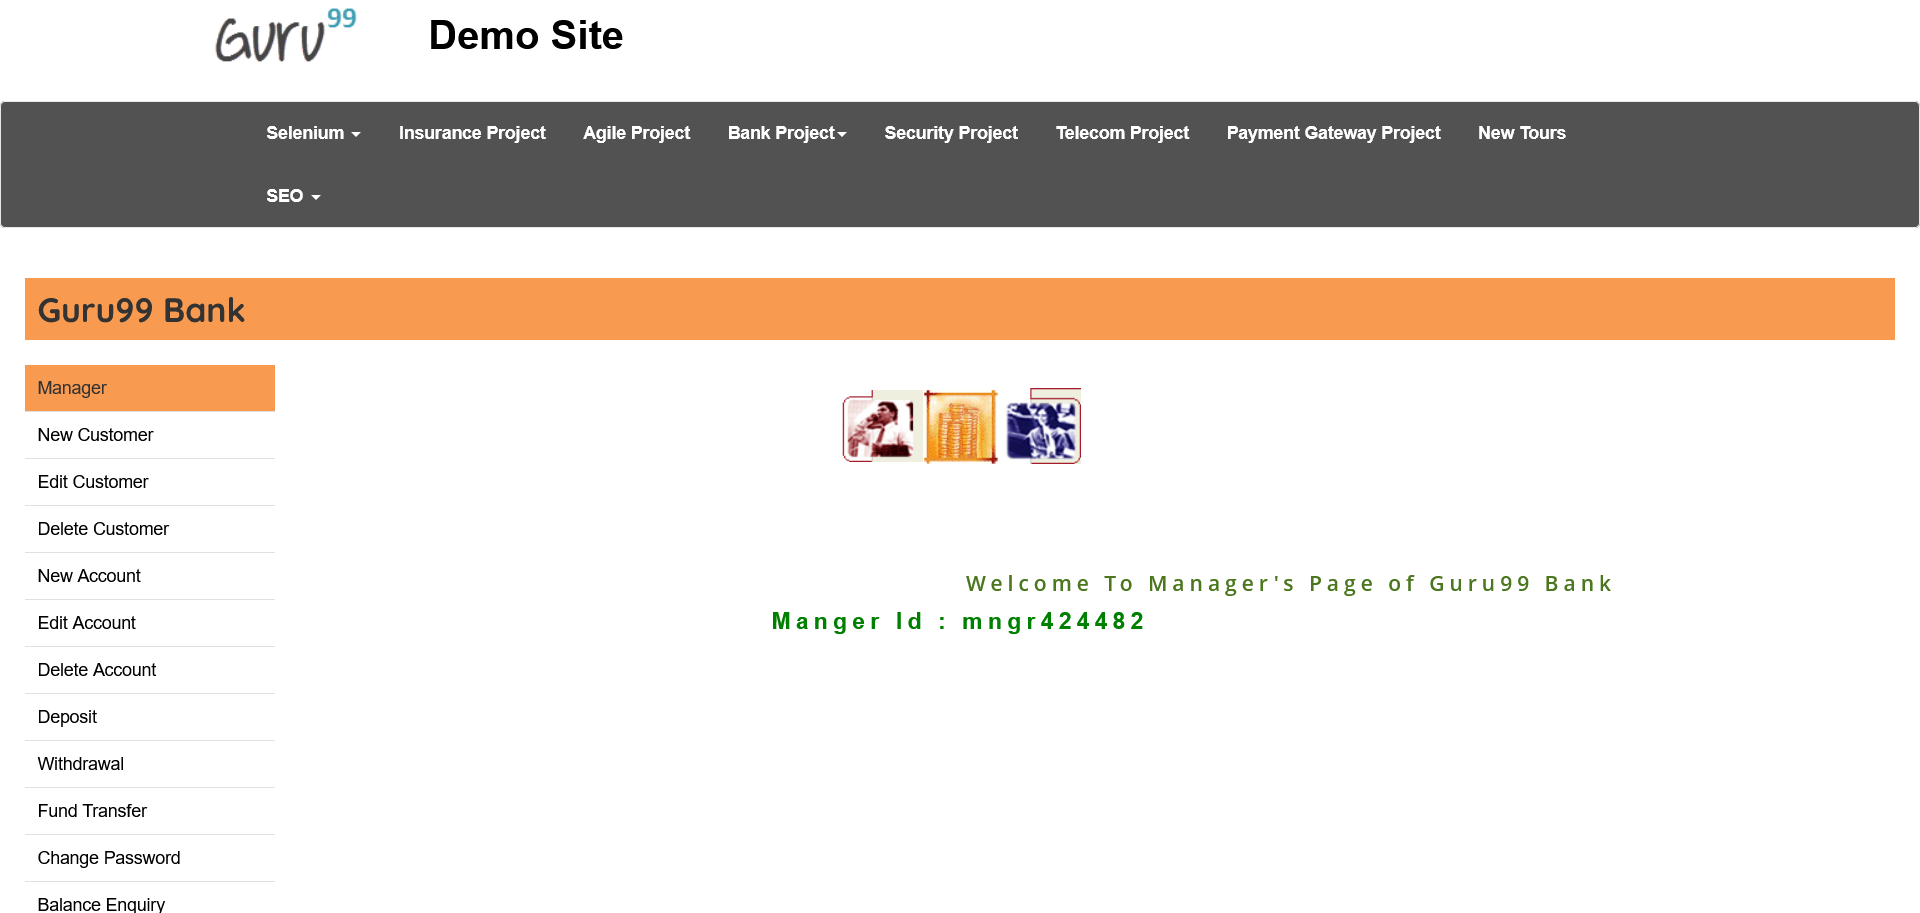 Guru99 Demo Site
Selenium Insurance Project Agile Project Bank Project Security Project Telecom Project Payment Gateway Project New Tours
SEO
Guru99 Bank
Manager
New Customer
Edit Customer
Delete Customer
New Account
Edit Account
Delete Account
Deposit
Withdrawal
Fund Transfer
Change Password
Balance Enquiry
Welcome To Manager's Page of Guru99 Bank
Manger Id : mngr424482